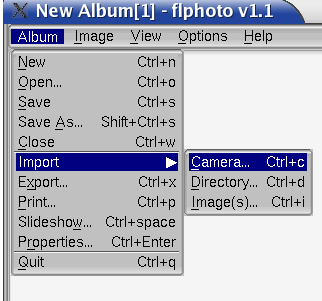 New Album[1] - flphoto v1.1
Album Image View Options Help
New Ctrl+n
Open... Ctrl+o
Save Ctrl+s
Save As... Shift+Ctrl+s
Close Ctrl+w
Import
Camera... Ctrl+c
Export... Ctrl+x
Directory... Ctrl+d
Print... Ctrl+p
Image(s)... Ctrl+i
Slideshow... Ctrl+space
Properties... Ctrl+Enter
Quit Ctrl+q